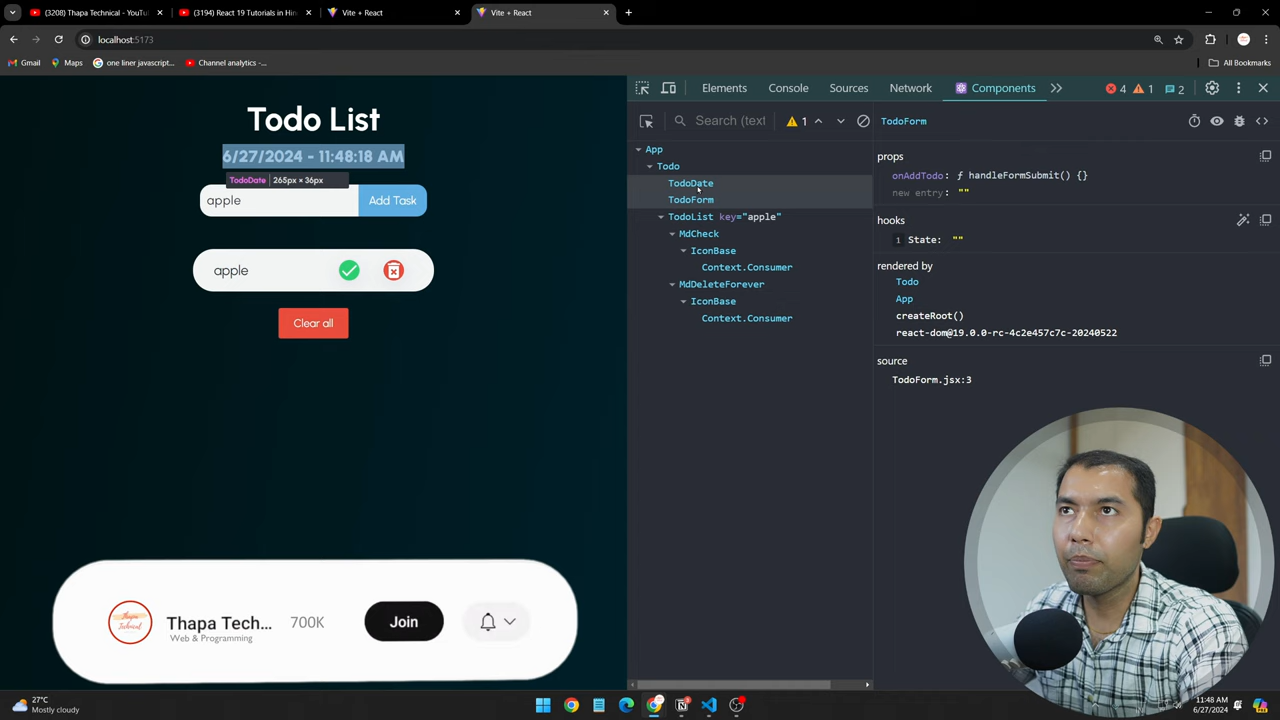 (3208) Thapa Technical - YouTu
(3194) React 19 Tutorials in Hin
Vite + React
Vite + React
localhost:5173
Gmail
Maps
one liner javascript...
Channel analytics -...
All Bookmarks
Todo List
6/27/2024 - 11:48:18 AM
TodoDate 265px × 36px
apple
Add Task
apple
Clear all
Elements
Console
Sources
Network
Components
4
1
2
Search (text
1
App
Todo
TodoDate
TodoForm
TodoList key="apple"
MdCheck
IconBase
Context.Consumer
MdDeleteForever
IconBase
Context.Consumer
TodoForm
props
onAddTodo: ƒ handleFormSubmit() {}
new entry: ""
hooks
1 State: ""
rendered by
Todo
App
createRoot()
react-dom@19.0.0-rc-4c2e457c7c-20240522
source
TodoForm.jsx:3
Thapa Technical
Thapa Tech...
Web & Programming
700K
Join
27°C
Mostly cloudy
11:48 AM
6/27/2024